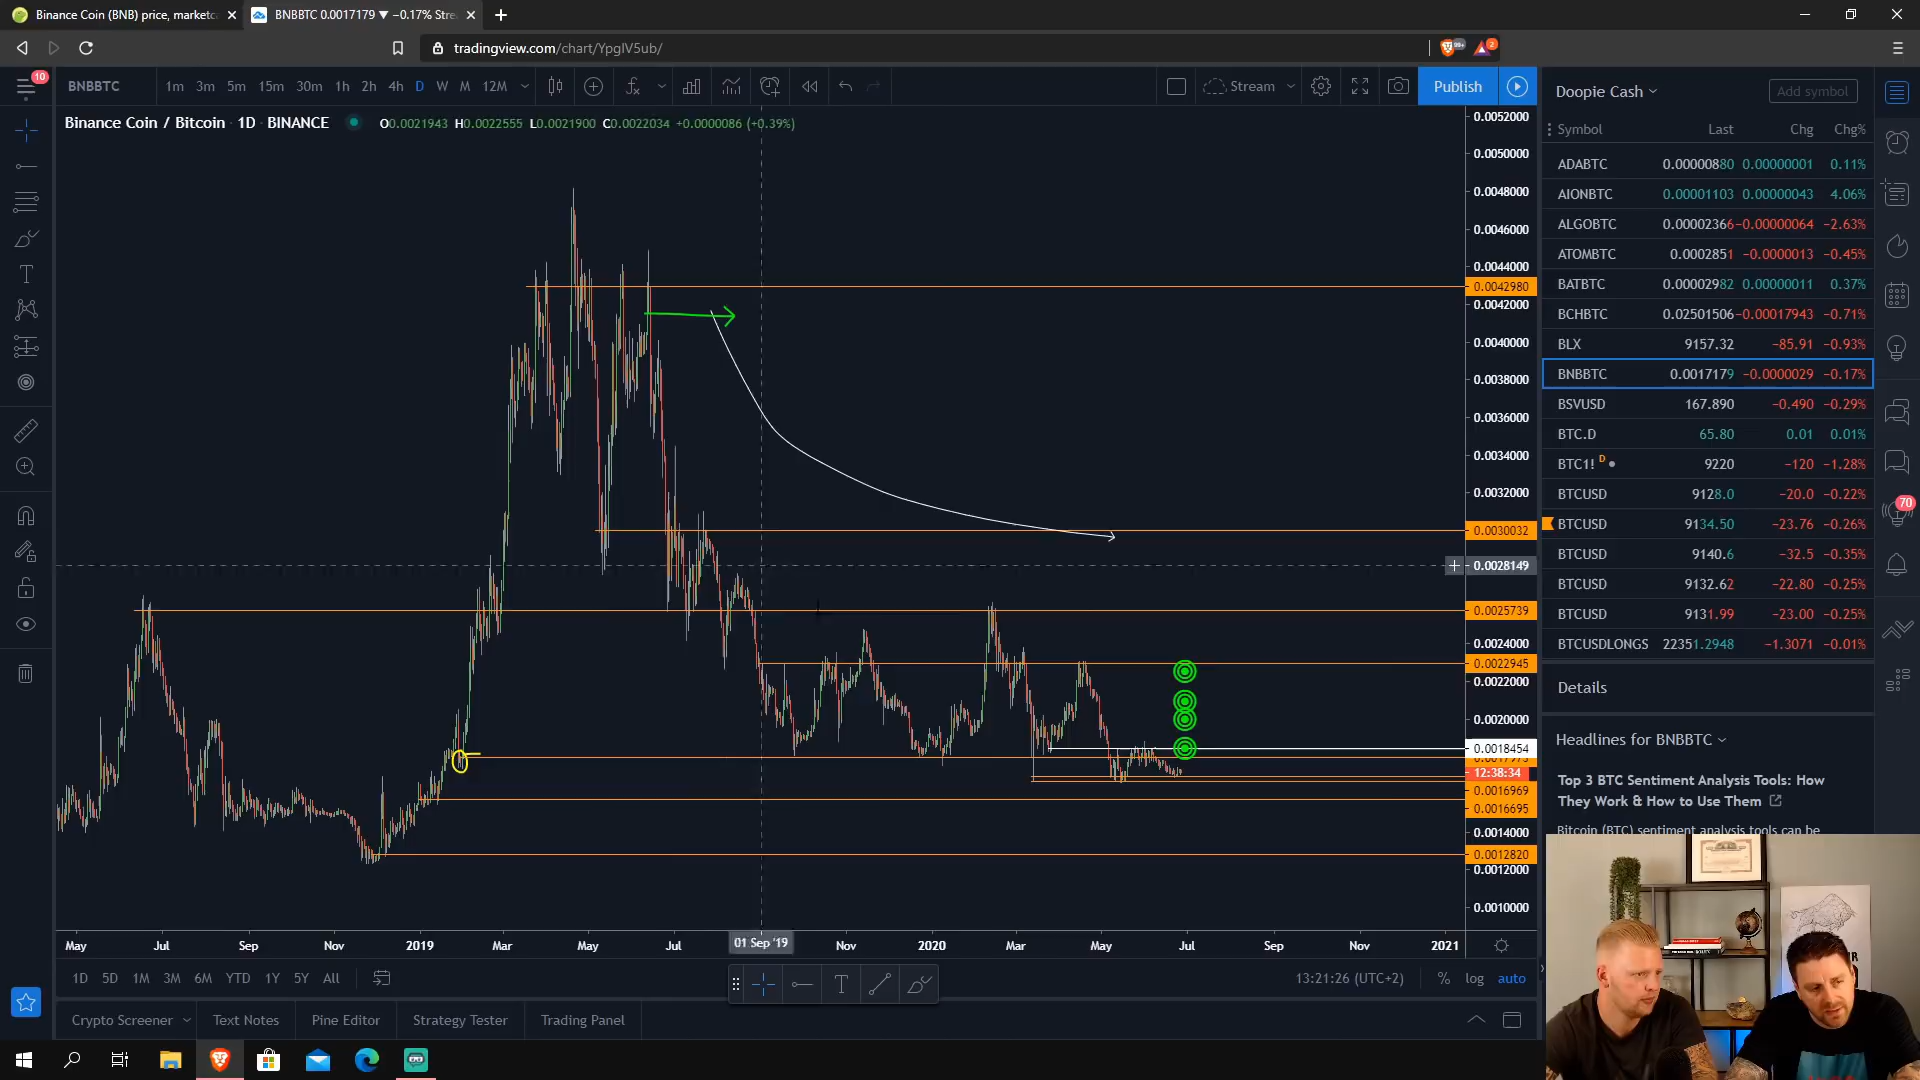 Binance Coin (BNB) price, marketc
BNBBTC 0.0017179 ▼ −0.17% Stre
tradingview.com/chart/YpgIV5ub/
99+
2
10
BNBBTC
1m 3m 5m 15m 30m 1h 2h 4h D W M 12M
Stream
Publish
Binance Coin / Bitcoin · 1D · BINANCE
O0.0021943 H0.0022555 L0.0021900 C0.0022034 +0.0000086 (+0.39%)
0.0052000
0.0050000
0.0048000
0.0046000
0.0044000
0.0042980
0.0042000
0.0040000
0.0038000
0.0036000
0.0034000
0.0032000
0.0030032
0.0028149
0.0025739
0.0024000
0.0022945
0.0022000
0.0020000
0.0018454
12:38:34
0.0016969
0.0016695
0.0014000
0.0012820
0.0012000
0.0010000
May Jul Sep Nov 2019 Mar May Jul 01 Sep '19 Nov 2020 Mar May Jul Sep Nov 2021
1D 5D 1M 3M 6M YTD 1Y 5Y All
13:21:26 (UTC+2) % log auto
Crypto Screener
Text Notes
Pine Editor
Strategy Tester
Trading Panel
Doopie Cash
Add symbol
Symbol Last Chg Chg%
ADABTC 0.00000880 0.00000001 0.11%
AIONBTC 0.00001103 0.00000043 4.06%
ALGOBTC 0.00002366 −0.00000064 −2.63%
ATOMBTC 0.0002851 −0.0000013 −0.45%
BATBTC 0.00002982 0.00000011 0.37%
BCHBTC 0.02501506 −0.00017943 −0.71%
BLX 9157.32 −85.91 −0.93%
BNBBTC 0.0017179 −0.0000029 −0.17%
BSVUSD 167.890 −0.490 −0.29%
BTC.D 65.80 0.01 0.01%
BTC1! D 9220 −120 −1.28%
BTCUSD 9128.0 −20.0 −0.22%
BTCUSD 9134.50 −23.76 −0.26%
BTCUSD 9140.6 −32.5 −0.35%
BTCUSD 9132.62 −22.80 −0.25%
BTCUSD 9131.99 −23.00 −0.25%
BTCUSDLONGS 22351.2948 −1.3071 −0.01%
70
Details
Headlines for BNBBTC
Top 3 BTC Sentiment Analysis Tools: How
They Work & How to Use Them
Bitcoin (BTC) sentiment analysis tools can be